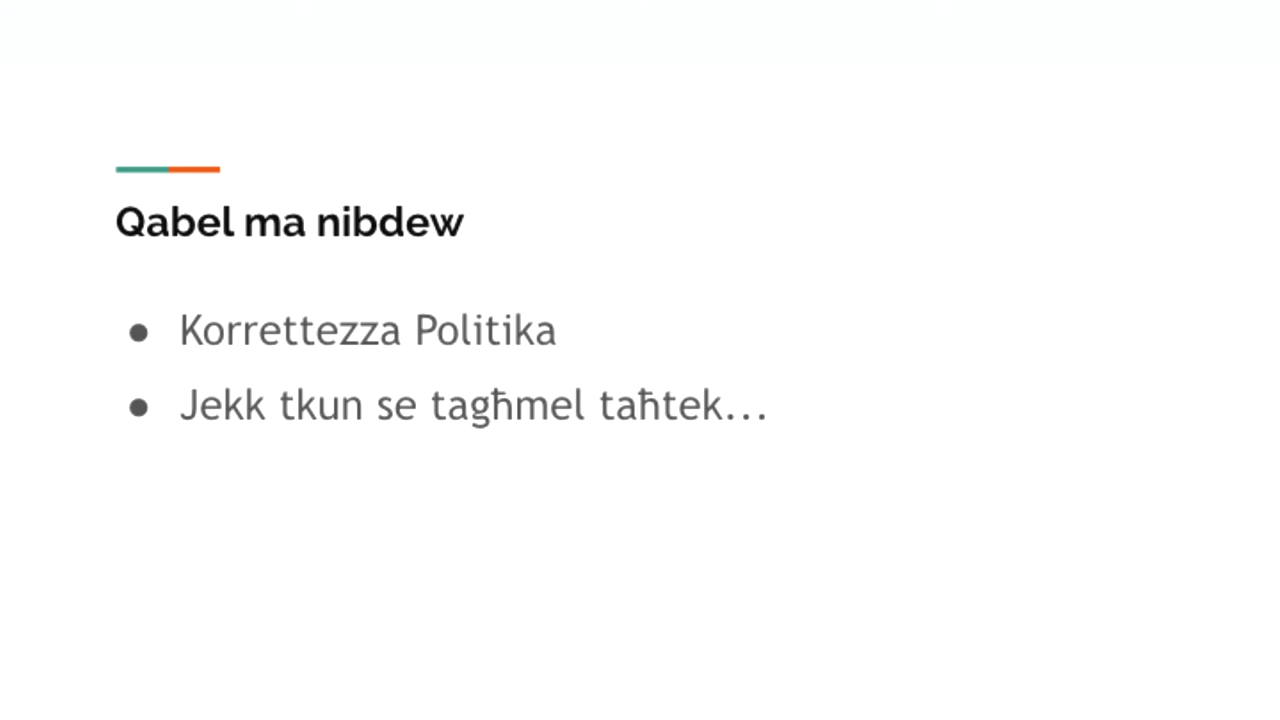 Qabel ma nibdew
● Korrettezza Politika
● Jekk tkun se tagħmel taħtek...